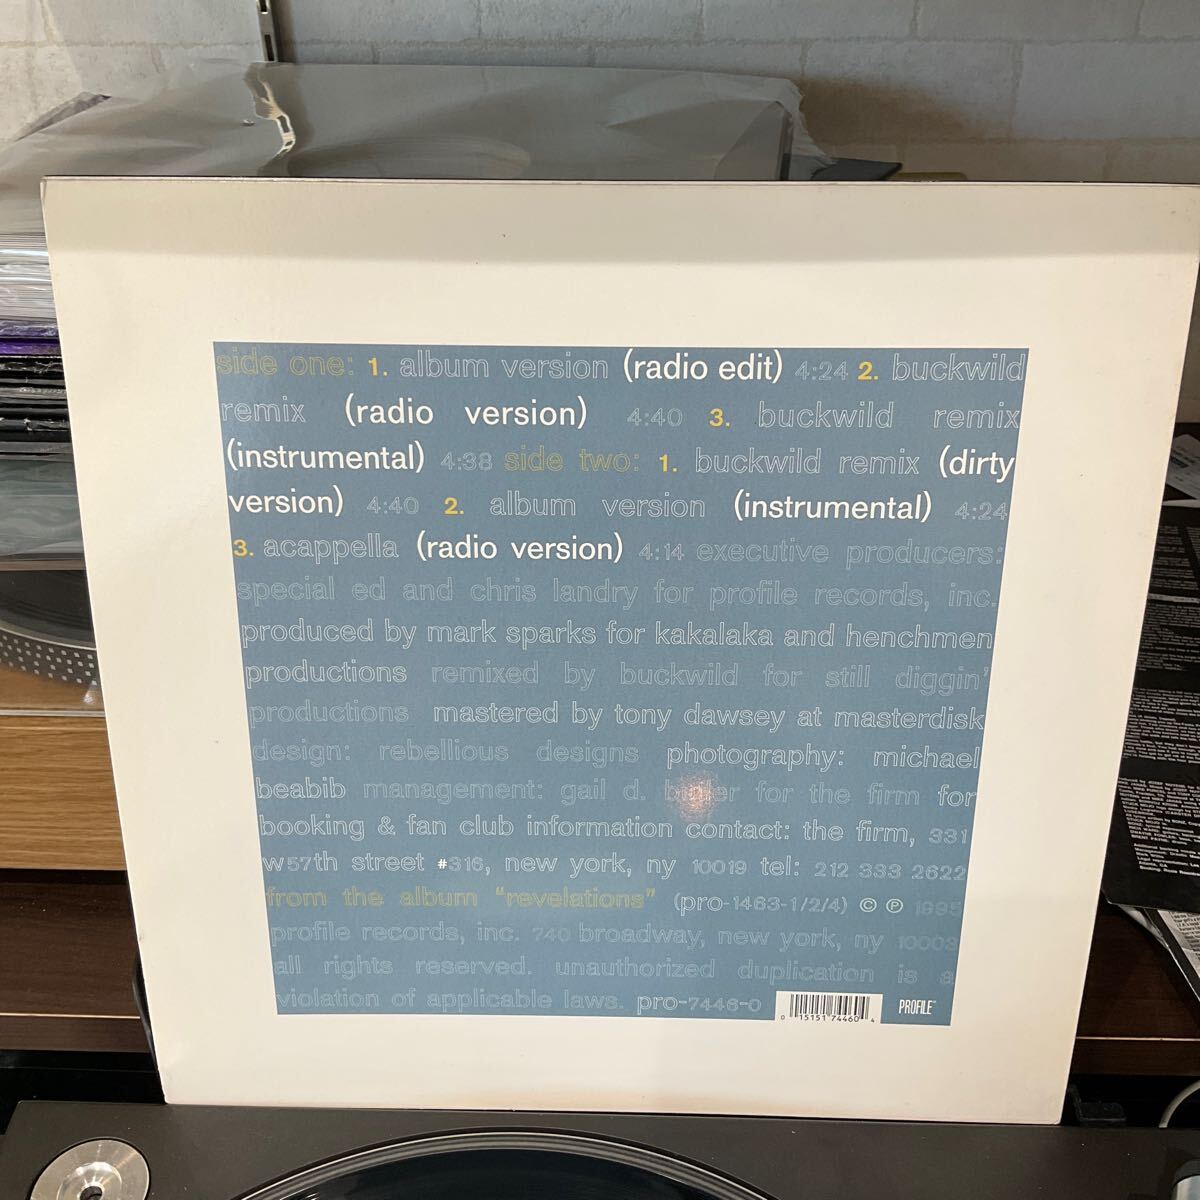 side one: 1. album version (radio edit) 4:24 2. buckwild
remix (radio version) 4:40 3. buckwild remix
(instrumental) 4:38 side two: 1. buckwild remix (dirty
version) 4:40 2. album version (instrumental) 4:24
3. acappella (radio version) 4:14 executive producers:
special ed and chris landry for profile records, inc.
produced by mark sparks for kakalaka and henchmen
productions remixed by buckwild for still diggin'
productions mastered by tony dawsey at masterdisk
design: rebellious designs photography: michael
beabib management: gail d. for the firm for
booking & fan club information contact: the firm, 331
w57th street #316, new york, ny 10019 tel: 212 333 2622
from the album "revelations" (pro-1463-1/2/4) © ℗ 1995
profile records, inc. 740 broadway, new york, ny 10003
all rights reserved. unauthorized duplication is a
violation of applicable laws. pro-7446-0
0 15151 74460 4
PROFILE™